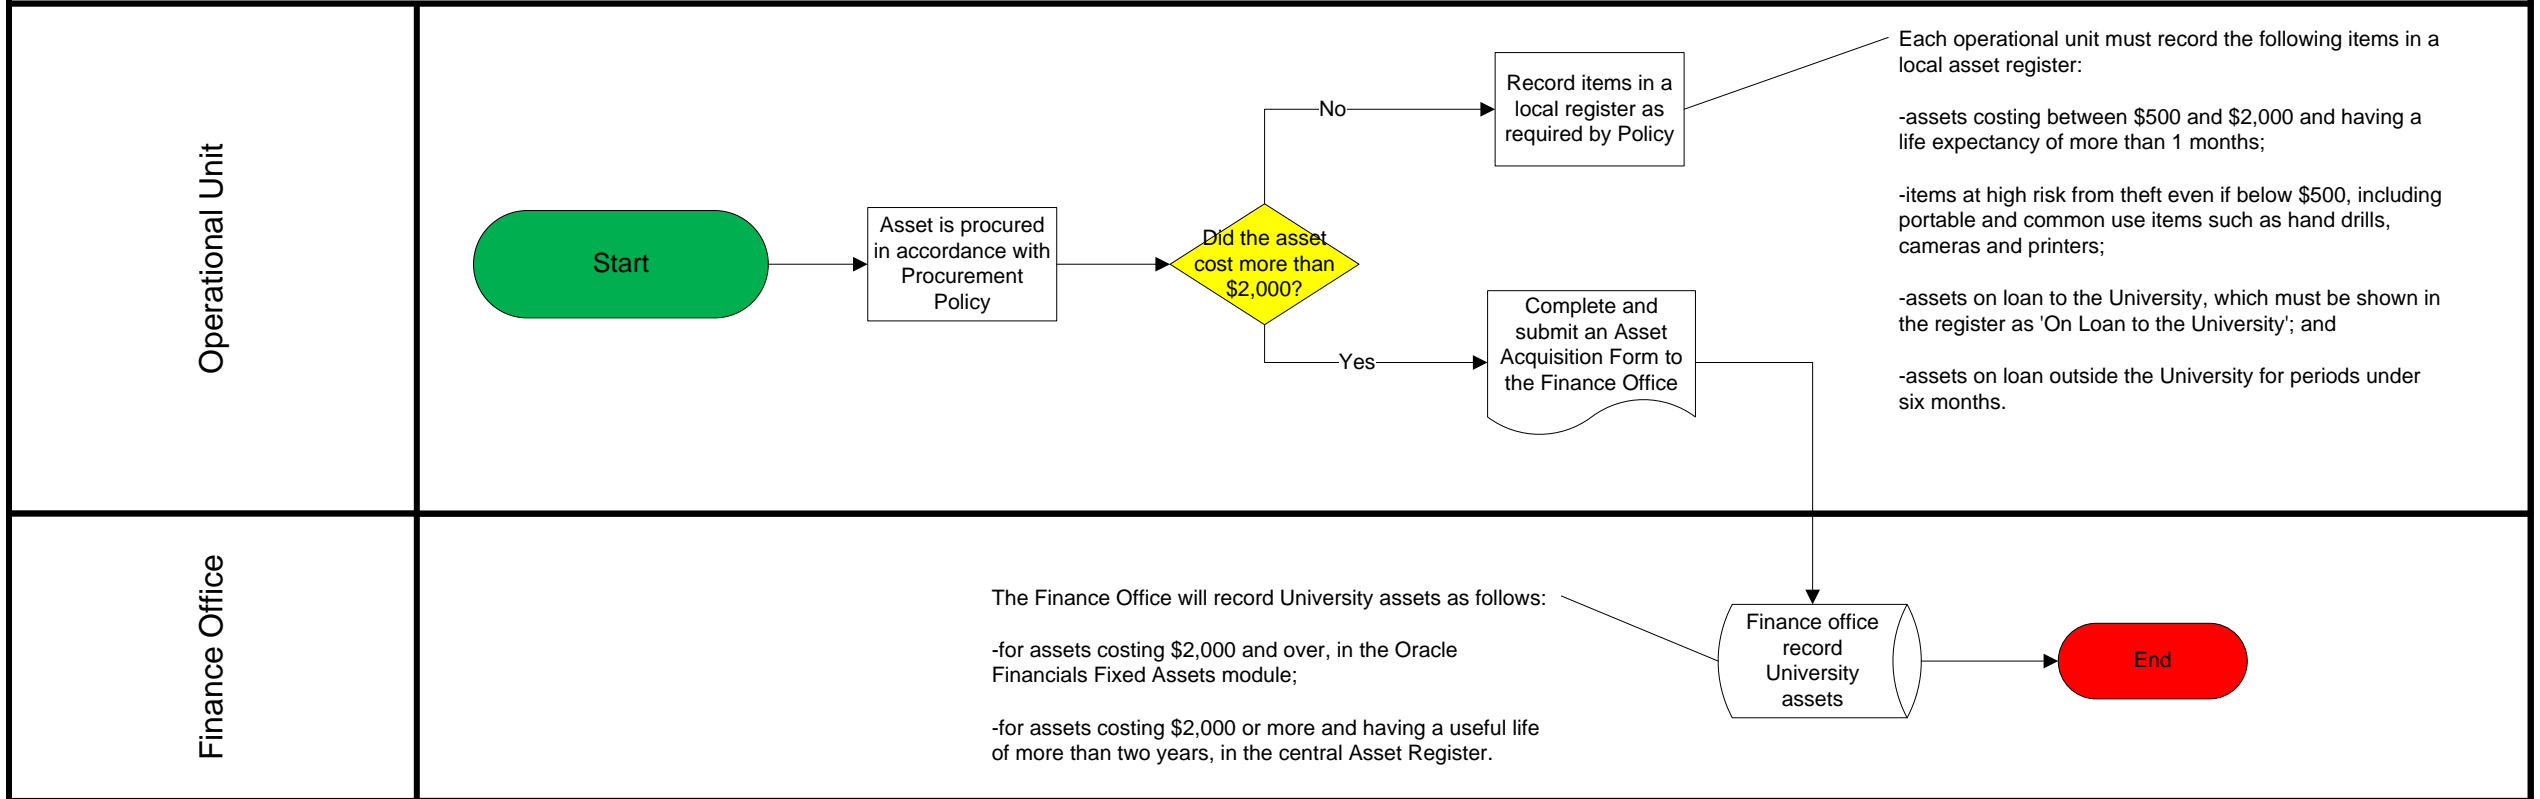 Operational Unit
Start
Asset is procured
in accordance with
Procurement
Policy
Did the asset
cost more than
$2,000?
No
Record items in a
local register as
required by Policy
Each operational unit must record the following items in a
local asset register:
-assets costing between $500 and $2,000 and having a
life expectancy of more than 1 months;
-items at high risk from theft even if below $500, including
portable and common use items such as hand drills,
cameras and printers;
-assets on loan to the University, which must be shown in
the register as 'On Loan to the University'; and
-assets on loan outside the University for periods under
six months.
Yes
Complete and
submit an Asset
Acquisition Form to
the Finance Office
Finance Office
The Finance Office will record University assets as follows:
-for assets costing $2,000 and over, in the Oracle
Financials Fixed Assets module;
-for assets costing $2,000 or more and having a useful life
of more than two years, in the central Asset Register.
Finance office
record
University
assets
End